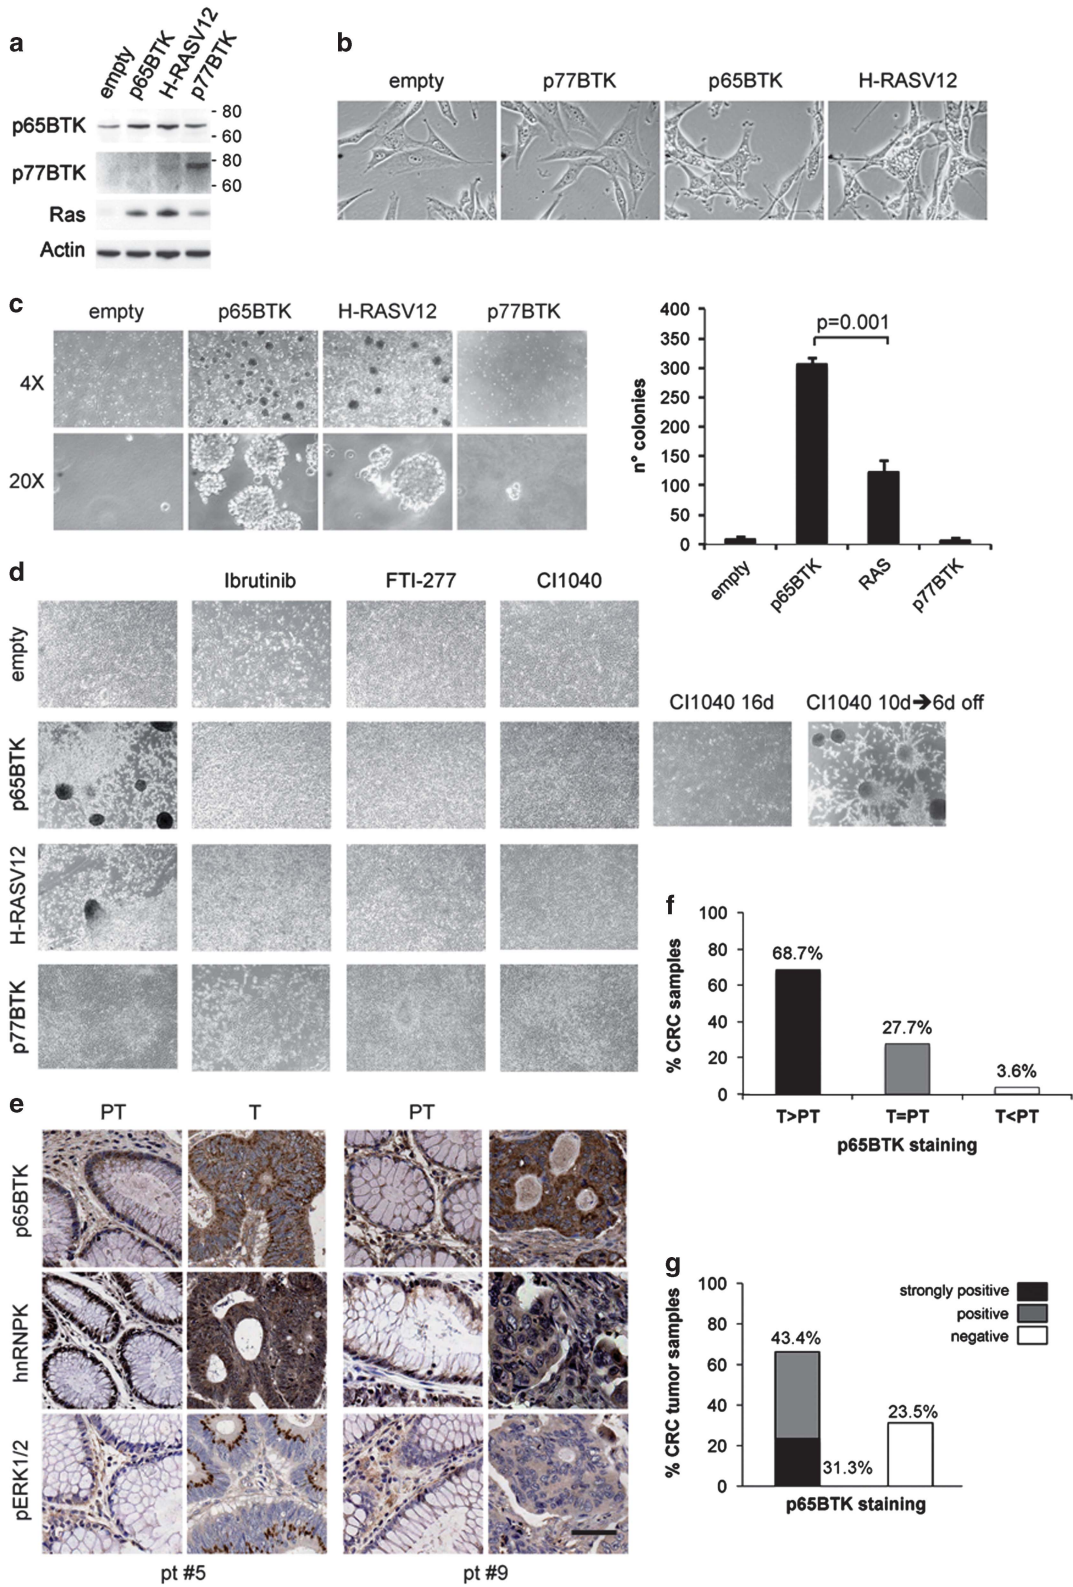 a
empty
p65BTK
H-RASV12
p77BTK
p65BTK
- 80
- 60
p77BTK
- 80
- 60
Ras
Actin
b
empty
p77BTK
p65BTK
H-RASV12
c
empty
p65BTK
H-RASV12
p77BTK
4X
20X
n° colonies
400
350
300
250
200
150
100
50
0
p=0.001
empty
p65BTK
RAS
p77BTK
d
Ibrutinib
FTI-277
CI1040
empty
p65BTK
H-RASV12
p77BTK
CI1040 16d
CI1040 10d➔6d off
e
PT
T
PT
p65BTK
hnRNPK
pERK1/2
pt #5
pt #9
f
% CRC samples
100
80
60
40
20
0
68.7%
27.7%
3.6%
T>PT
T=PT
T<PT
p65BTK staining
g
% CRC tumor samples
100
80
60
40
20
0
strongly positive
positive
negative
43.4%
31.3%
23.5%
p65BTK staining